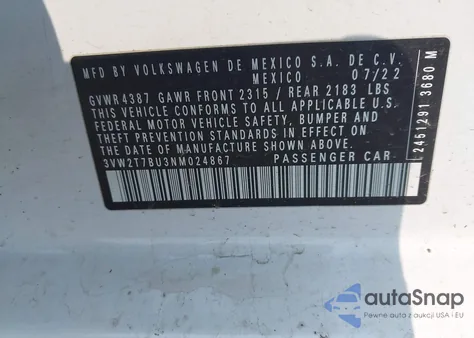 MFD BY VOLKSWAGEN DE MEXICO S.A. DE C.V.
MEXICO 07/22
GVWR 4387 GAWR FRONT 2315 / REAR 2183 LBS
THIS VEHICLE CONFORMS TO ALL APPLICABLE U.S.
FEDERAL MOTOR VEHICLE SAFETY, BUMPER AND
THEFT PREVENTION STANDARDS IN EFFECT ON THE
DATE OF MANUFACTURE SHOWN ABOVE.
3VW2T7BU3NM024867 PASSENGER CAR
L2461/291 3680 M
autoSnap
Pewne auta z aukcji USA i EU